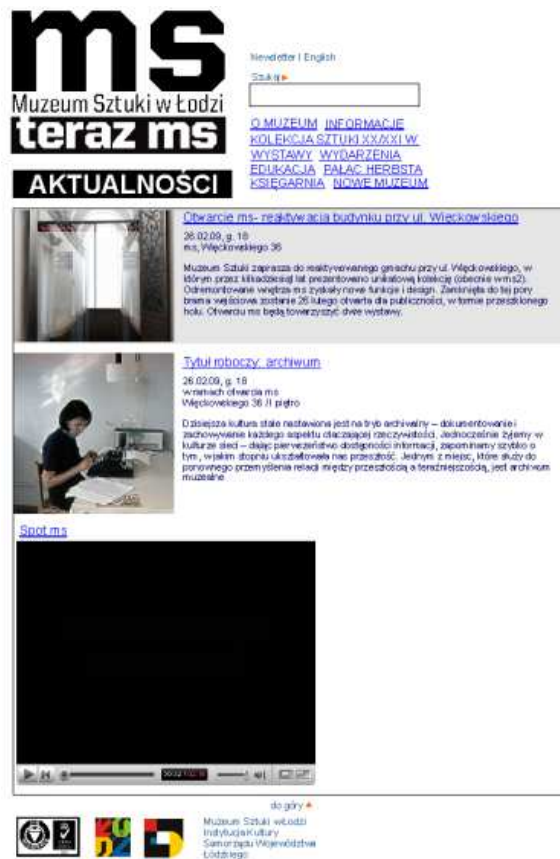 ms
Muzeum Sztuki w Łodzi
teraz ms
AKTUALNOŚCI
Newsletter | English
Szukaj
O MUZEUM INFORMACJE
KOLEKCJA SZTUKI XX/XXI W.
WYSTAWY WYDARZENIA
EDUKACJA PAŁAC HERBSTA
KSIĘGARNIA NOWE MUZEUM
Otwarcie ms- reaktywacja budynku przy ul. Więckowskiego
26.02.09, g. 18
ms, Więckowskiego 36
Muzeum Sztuki zaprasza do reaktywowanego gmachu przy ul. Więckowskiego, w
którym przez kilkadziesiąt lat prezentowano unikatową kolekcję (obecnie w ms2).
Odremontowane wnętrza ms zyskały nowe funkcje i design. Zamknięta do tej pory
brama wejściowa zostanie 26 lutego otwarta dla publiczności, w formie przeszklonego
holu. Otwarciu ms będą towarzyszyć dwie wystawy.
Tytuł roboczy: archiwum
26.02.09, g. 18
w ramach otwarcia ms
Więckowskiego 36 /I piętro
Dzisiejsza kultura stale nastawiona jest na tryb archiwalny – dokumentowanie i
zachowywanie każdego aspektu otaczającej rzeczywistości. Jednocześnie żyjemy w
kulturze sieci – dając pierwszeństwo dostępności informacji, zapominamy szybko o
tym, w jakim stopniu ukształtowała nas przeszłość. Jednym z miejsc, które służy do
ponownego przemyślenia relacji między przeszłością a teraźniejszością, jest archiwum
muzealne.
Spot ms
do góry
Muzeum Sztuki w Łodzi
Instytucja Kultury
Samorządu Województwa
Łódzkiego